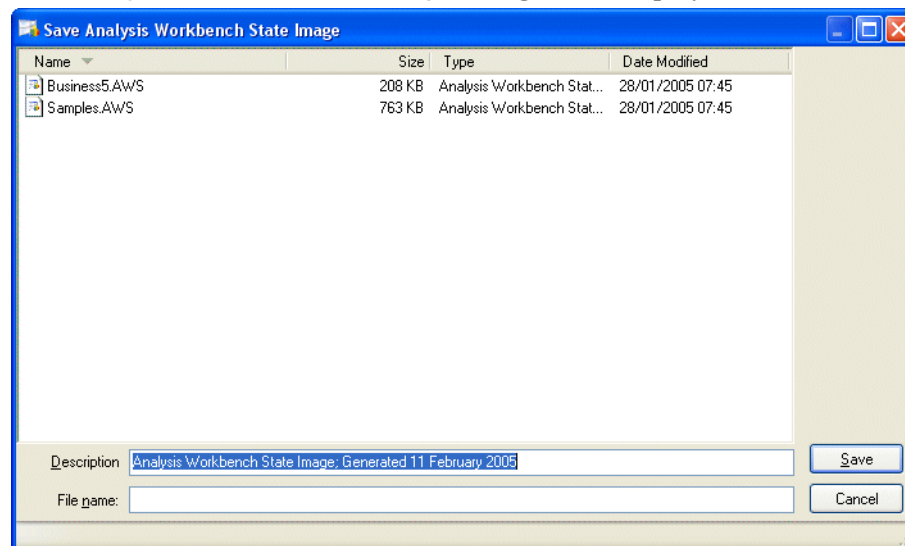 Save Analysis Workbench State Image
Name Size Type Date Modified
Business5.AWS 208 KB Analysis Workbench Stat... 28/01/2005 07:45
Samples.AWS 763 KB Analysis Workbench Stat... 28/01/2005 07:45
Description Analysis Workbench State Image; Generated 11 February 2005 Save
File name: Cancel